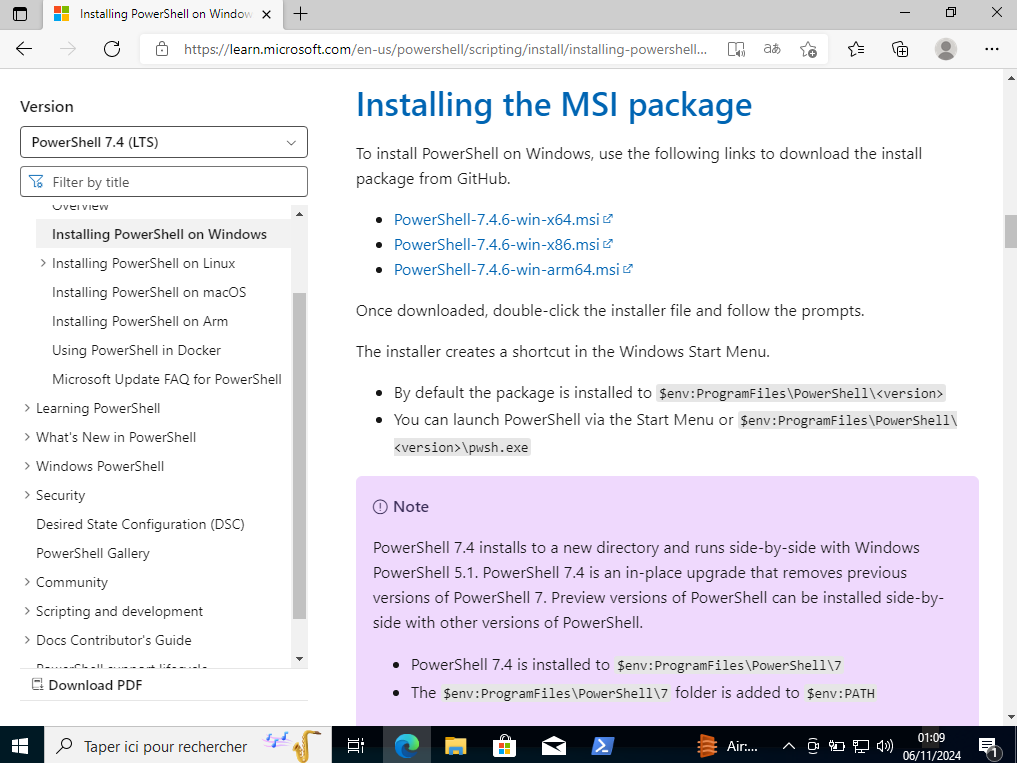 Installing PowerShell on Window
https://learn.microsoft.com/en-us/powershell/scripting/install/installing-powershell...
aあ
Version
PowerShell 7.4 (LTS)
Filter by title
Overview
Installing PowerShell on Windows
Installing PowerShell on Linux
Installing PowerShell on macOS
Installing PowerShell on Arm
Using PowerShell in Docker
Microsoft Update FAQ for PowerShell
Learning PowerShell
What's New in PowerShell
Windows PowerShell
Security
Desired State Configuration (DSC)
PowerShell Gallery
Community
Scripting and development
Docs Contributor's Guide
PowerShell support lifecycle
Download PDF
Installing the MSI package
To install PowerShell on Windows, use the following links to download the install
package from GitHub.
PowerShell-7.4.6-win-x64.msi
PowerShell-7.4.6-win-x86.msi
PowerShell-7.4.6-win-arm64.msi
Once downloaded, double-click the installer file and follow the prompts.
The installer creates a shortcut in the Windows Start Menu.
By default the package is installed to $env:ProgramFiles\PowerShell\<version>
You can launch PowerShell via the Start Menu or $env:ProgramFiles\PowerShell\
<version>\pwsh.exe
Note
PowerShell 7.4 installs to a new directory and runs side-by-side with Windows
PowerShell 5.1. PowerShell 7.4 is an in-place upgrade that removes previous
versions of PowerShell 7. Preview versions of PowerShell can be installed side-by-
side with other versions of PowerShell.
PowerShell 7.4 is installed to $env:ProgramFiles\PowerShell\7
The $env:ProgramFiles\PowerShell\7 folder is added to $env:PATH
Taper ici pour rechercher
Air:...
01:09
06/11/2024
1